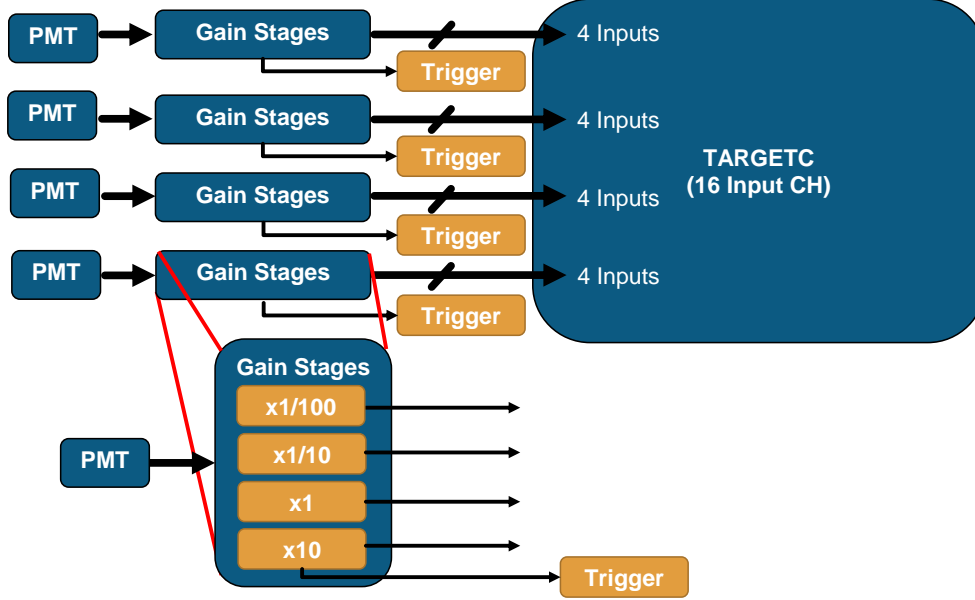 PMT
Gain Stages
4 Inputs
Trigger
PMT
Gain Stages
4 Inputs
Trigger
TARGETC
(16 Input CH)
PMT
Gain Stages
4 Inputs
Trigger
PMT
Gain Stages
4 Inputs
Trigger
Gain Stages
x1/100
x1/10
PMT
x1
x10
Trigger